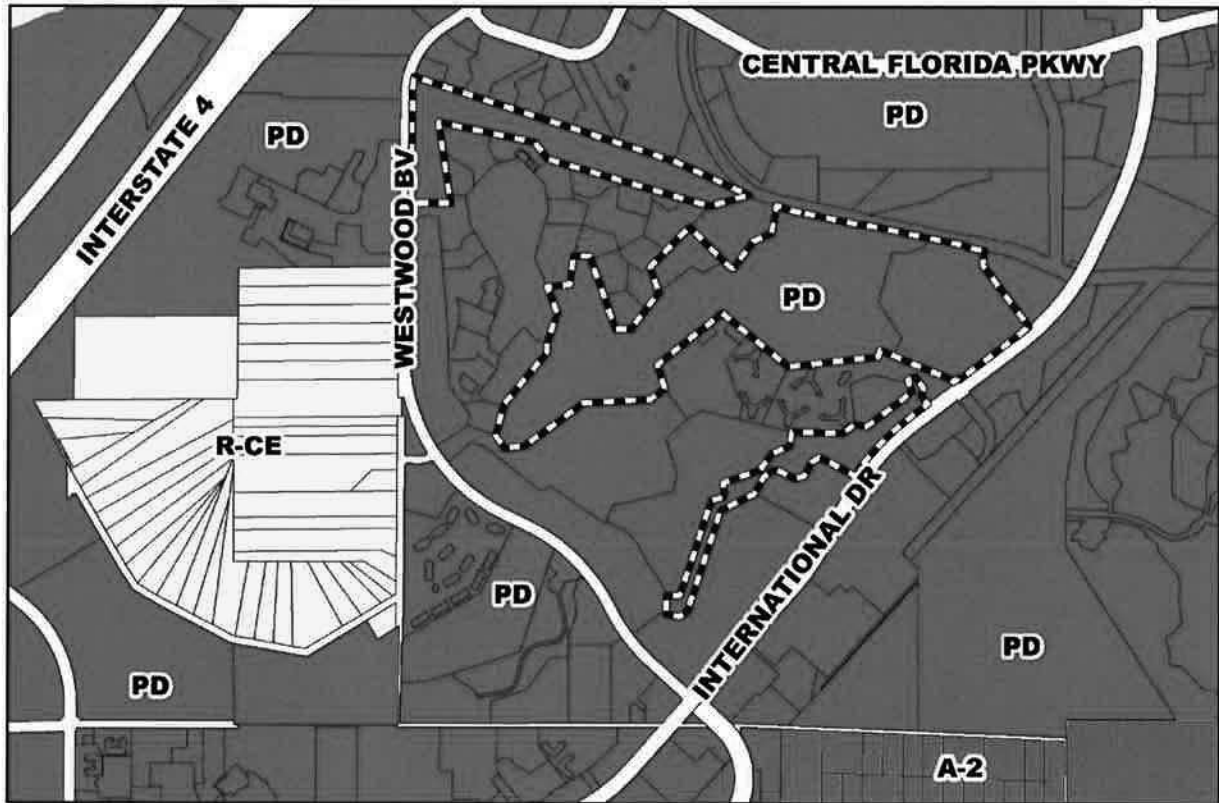 CENTRAL FLORIDA PKWY
PD
PD
INTERSTATE 4
WESTWOOD BV
PD
R-CE
INTERNATIONAL DR
PD
PD
PD
A-2